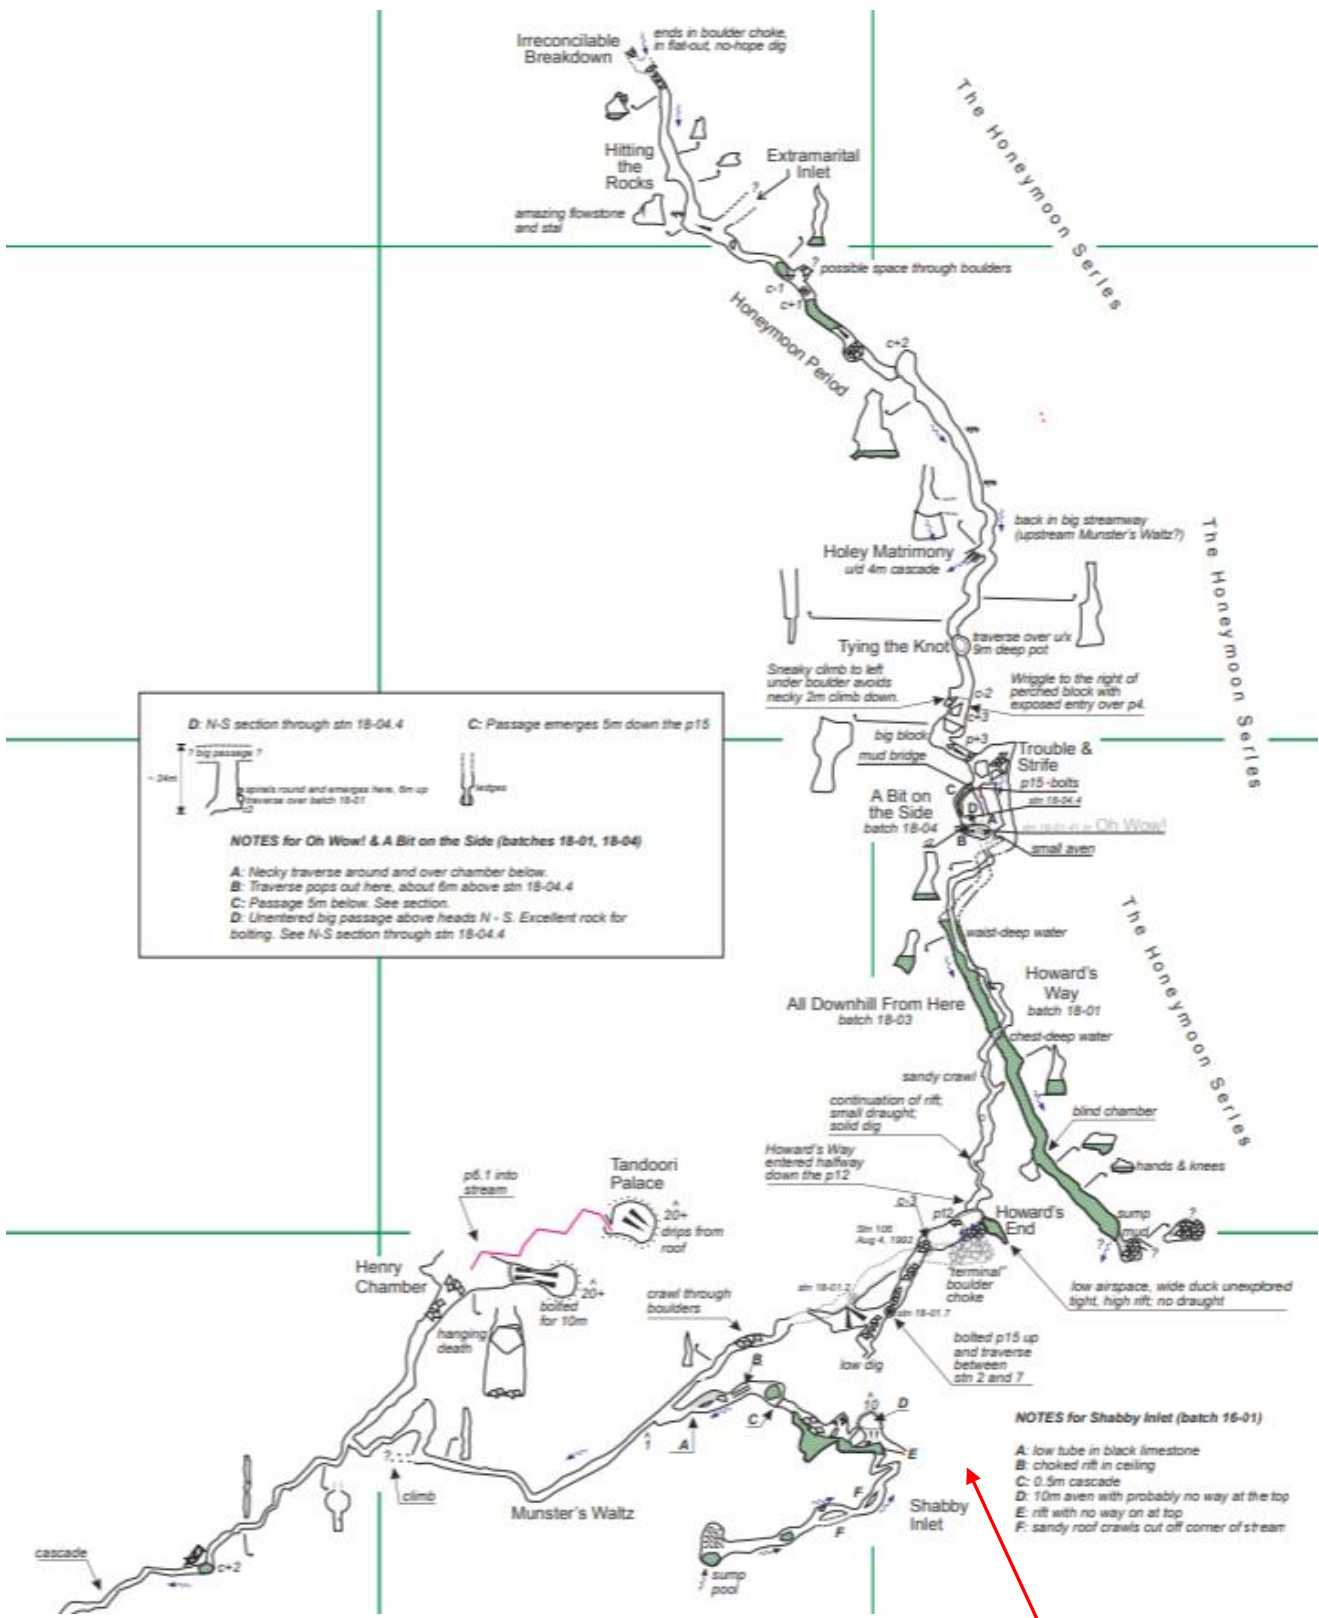 Irreconcilable
Breakdown
ends in boulder choke,
in flat-out, no-hope dig
The Honeymoon Series
Hitting
the
Rocks
Extramarital
Inlet
?
amazing flowstone
and stal
?
possible space through boulders
c-1
c+1
Honeymoon Period
c+2
back in big streamway
(upstream Munster's Waltz?)
Holey Matrimony
u/d 4m cascade
The Honeymoon Series
Tying the Knot
traverse over u/x
9m deep pot
Sneaky climb to left
under boulder avoids
necky 2m climb down.
c-2
Wriggle to the right of
perched block with
exposed entry over p4.
c+3
big block
p+3
mud bridge
Trouble &
Strife
p15 -bolts
stn 18-04.4
C
D
A
B
A Bit on
the Side
batch 18-04
stn 18-01.41 in Oh Wow!
small aven
D: N-S section through stn 18-04.4
C: Passage emerges 5m down the p15
? big passage ?
~ 34m
spirals round and emerges here, 6m up
traverse over batch 18-01
c2
ledges
NOTES for Oh Wow! & A Bit on the Side (batches 18-01, 18-04)
A: Necky traverse around and over chamber below.
B: Traverse pops out here, about 6m above stn 18-04.4
C: Passage 5m below. See section.
D: Unentered big passage above heads N - S. Excellent rock for
bolting. See N-S section through stn 18-04.4
waist-deep water
The Honeymoon Series
Howard's
Way
batch 18-01
All Downhill From Here
batch 18-03
chest-deep water
sandy crawl
continuation of rift;
small draught;
solid dig
blind chamber
Howard's Way
entered halfway
down the p12
hands & knees
c-3
p12
Howard's
End
sump
mud
?
?
?
Stn 106
Aug 4, 1992
"terminal"
boulder
choke
low airspace, wide duck unexplored
tight, high rift; no draught
p6.1 into
stream
Tandoori
Palace
^
20+
drips from
roof
Henry
Chamber
^
20+
bolted
for 10m
hanging
death
crawl through
boulders
stn 18-01.2
stn 18-01.7
low dig
bolted p15 up
and traverse
between
stn 2 and 7
B
C
A
^
1
^
10
D
E
F
F
Shabby
Inlet
sump
pool
? climb
Munster's Waltz
cascade
c+2
NOTES for Shabby Inlet (batch 16-01)
A: low tube in black limestone
B: choked rift in ceiling
C: 0.5m cascade
D: 10m aven with probably no way at the top
E: rift with no way on at top
F: sandy roof crawls cut off corner of stream